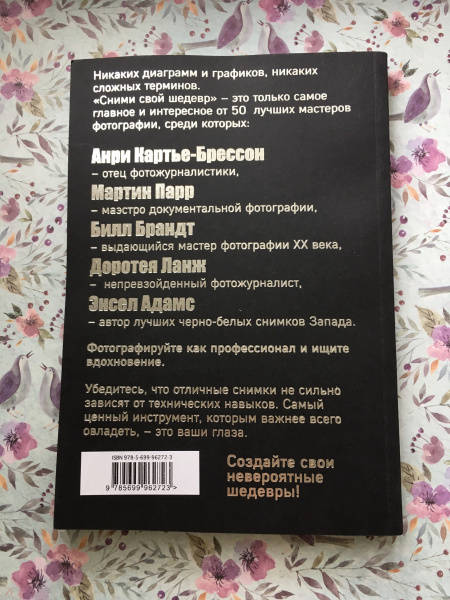 Никаких диаграмм и графиков, никаких
сложных терминов.
«Сними свой шедевр» – это только самое
главное и интересное от 50 лучших мастеров
фотографии, среди которых:
Анри Картье-Брессон
– отец фотожурналистики,
Мартин Парр
– маэстро документальной фотографии,
Билл Брандт
– выдающийся мастер фотографии XX века,
Доротея Ланж
– непревзойденный фотожурналист,
Энсел Адамс
– автор лучших черно-белых снимков Запада.
Фотографируйте как профессионал и ищите
вдохновение.
Убедитесь, что отличные снимки не сильно
зависят от технических навыков. Самый
ценный инструмент, которым важнее всего
овладеть, – это ваши глаза.
ISBN 978-5-699-96272-3
9 785699 962723>
Создайте свои
невероятные
шедевры!